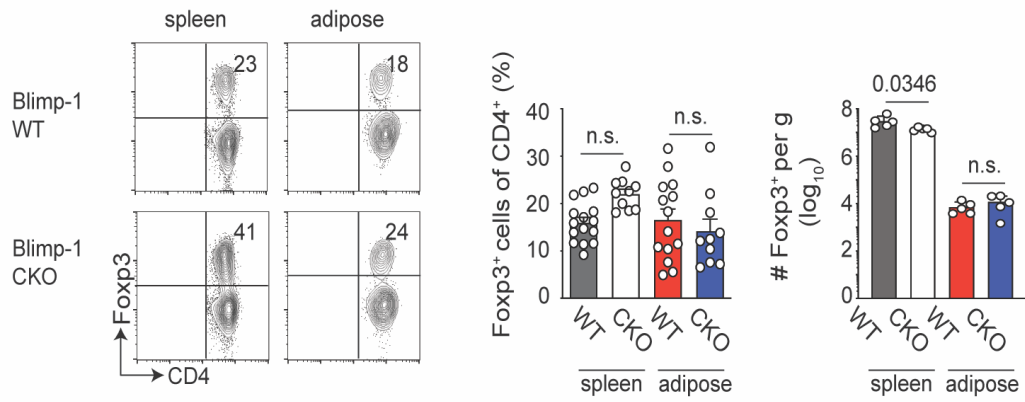 spleen adipose
Blimp-1
WT
23
18
Blimp-1
CKO
41
24
Foxp3
CD4
Foxp3⁺ cells of CD4⁺ (%)
40
30
20
10
0
n.s.
n.s.
WT CKO WT CKO
spleen adipose
# Foxp3⁺ per g
(log₁₀)
8
6
4
2
0
0.0346
n.s.
WT CKO WT CKO
spleen adipose